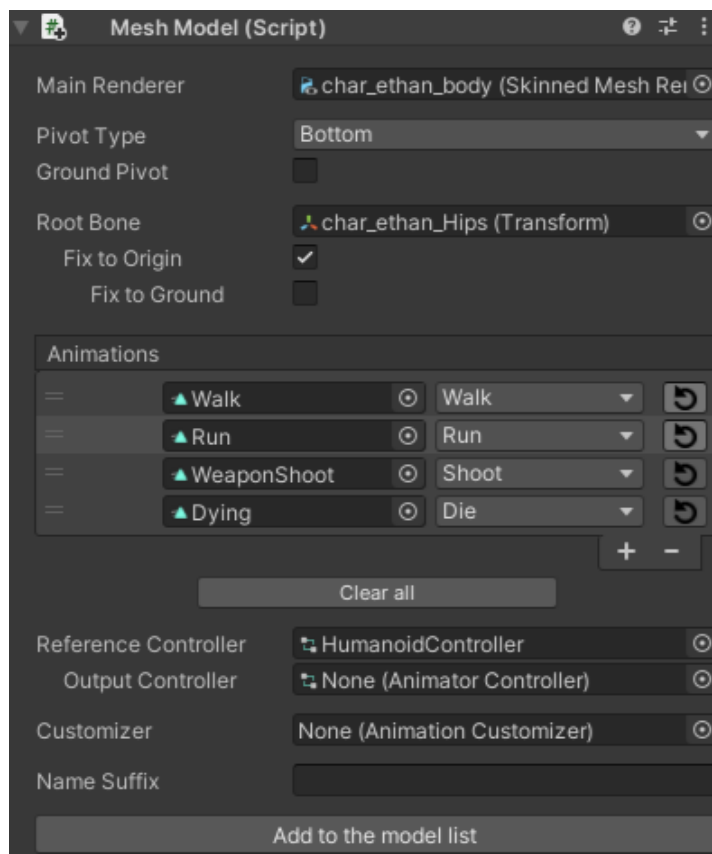 Mesh Model (Script)
Main Renderer char_ethan_body (Skinned Mesh Rei
Pivot Type Bottom
Ground Pivot
Root Bone char_ethan_Hips (Transform)
Fix to Origin
Fix to Ground
Animations
Walk Walk
Run Run
WeaponShoot Shoot
Dying Die
Clear all
Reference Controller HumanoidController
Output Controller None (Animator Controller)
Customizer None (Animation Customizer)
Name Suffix
Add to the model list